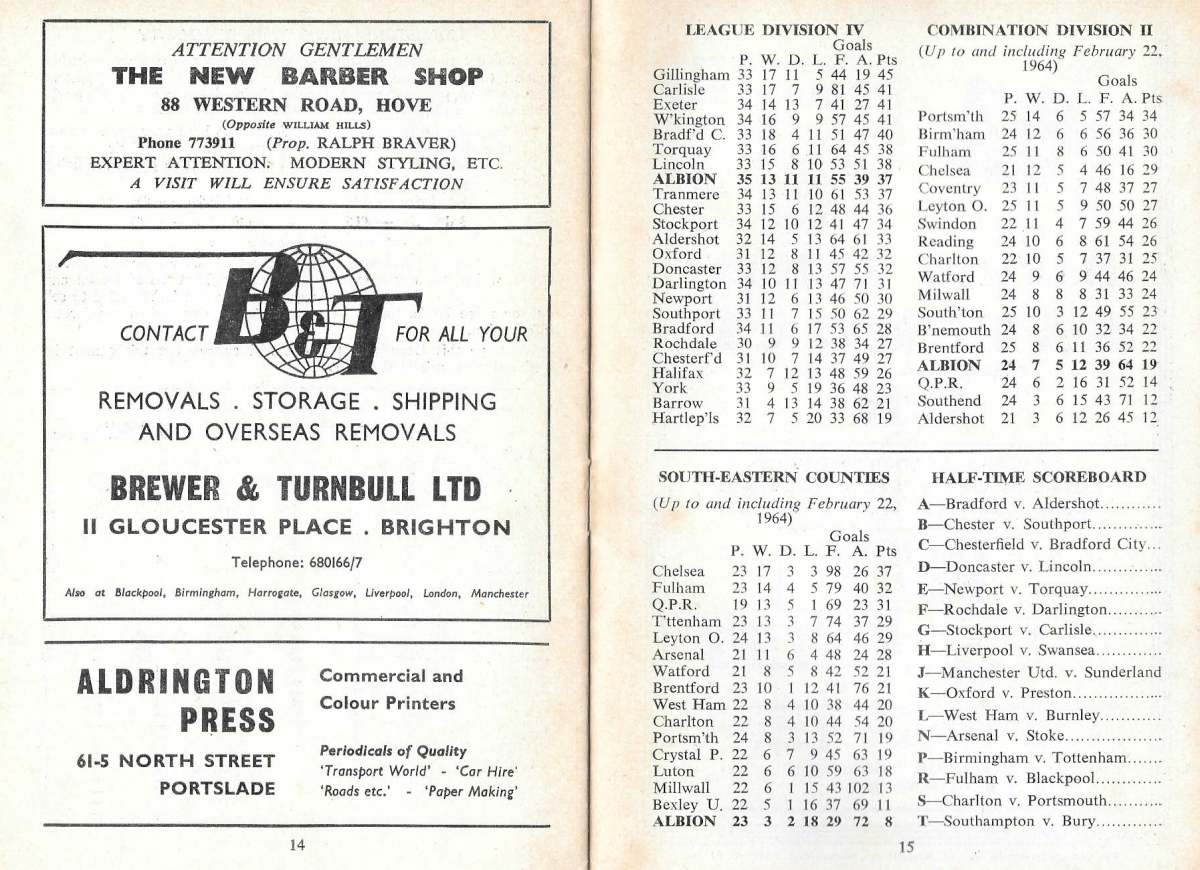 ATTENTION GENTLEMEN
THE NEW BARBER SHOP
88 WESTERN ROAD, HOVE
(Opposite WILLIAM HILLS)
Phone 773911 (Prop. RALPH BRAVER)
EXPERT ATTENTION. MODERN STYLING, ETC.
A VISIT WILL ENSURE SATISFACTION
B&T
CONTACT FOR ALL YOUR
REMOVALS . STORAGE . SHIPPING
AND OVERSEAS REMOVALS
BREWER & TURNBULL LTD
11 GLOUCESTER PLACE . BRIGHTON
Telephone: 680166/7
Also at Blackpool, Birmingham, Harrogate, Glasgow, Liverpool, London, Manchester
ALDRINGTON
PRESS
61-5 NORTH STREET
PORTSLADE
Commercial and
Colour Printers
Periodicals of Quality
'Transport World' - 'Car Hire'
'Roads etc.' - 'Paper Making'
14
LEAGUE DIVISION IV
Goals
P. W. D. L. F. A. Pts
Gillingham 33 17 11 5 44 19 45
Carlisle 33 17 7 9 81 45 41
Exeter 34 14 13 7 41 27 41
W'kington 34 16 9 9 57 45 41
Bradf'd C. 33 18 4 11 51 47 40
Torquay 33 16 6 11 64 45 38
Lincoln 33 15 8 10 53 51 38
ALBION 35 13 11 11 55 39 37
Tranmere 34 13 11 10 61 53 37
Chester 33 15 6 12 48 44 36
Stockport 34 12 10 12 41 47 34
Aldershot 32 14 5 13 64 61 33
Oxford 31 12 8 11 45 42 32
Doncaster 33 12 8 13 57 55 32
Darlington 34 10 11 13 47 71 31
Newport 31 12 6 13 46 50 30
Southport 33 11 7 15 50 62 29
Bradford 34 11 6 17 53 65 28
Rochdale 30 9 9 12 38 34 27
Chesterf'd 31 10 7 14 37 49 27
Halifax 32 7 12 13 48 59 26
York 33 9 5 19 36 48 23
Barrow 31 4 13 14 38 62 21
Hartlep'ls 32 7 5 20 33 68 19
COMBINATION DIVISION II
(Up to and including February 22,
1964)
Goals
P. W. D. L. F. A. Pts
Portsm'th 25 14 6 5 57 34 34
Birm'ham 24 12 6 6 56 36 30
Fulham 25 11 8 6 50 41 30
Chelsea 21 12 5 4 46 16 29
Coventry 23 11 5 7 48 37 27
Leyton O. 25 11 5 9 50 50 27
Swindon 22 11 4 7 59 44 26
Reading 24 10 6 8 61 54 26
Charlton 22 10 5 7 37 31 25
Watford 24 9 6 9 44 46 24
Milwall 24 8 8 8 31 33 24
South'ton 25 10 3 12 49 55 23
B'nemouth 24 8 6 10 32 34 22
Brentford 25 8 6 11 36 52 22
ALBION 24 7 5 12 39 64 19
Q.P.R. 24 6 2 16 31 52 14
Southend 24 3 6 15 43 71 12
Aldershot 21 3 6 12 26 45 12
SOUTH-EASTERN COUNTIES
(Up to and including February 22,
1964)
Goals
P. W. D. L. F. A. Pts
Chelsea 23 17 3 3 98 26 37
Fulham 23 14 4 5 79 40 32
Q.P.R. 19 13 5 1 69 23 31
T'ttenham 23 13 3 7 74 37 29
Leyton O. 24 13 3 8 64 46 29
Arsenal 21 11 6 4 48 24 28
Watford 21 8 5 8 42 52 21
Brentford 23 10 1 12 41 76 21
West Ham 22 8 4 10 38 44 20
Charlton 22 8 4 10 44 54 20
Portsm'th 24 8 3 13 52 71 19
Crystal P. 22 6 7 9 45 63 19
Luton 22 6 6 10 59 63 18
Millwall 22 6 1 15 43 102 13
Bexley U. 22 5 1 16 37 69 11
ALBION 23 3 2 18 29 72 8
HALF-TIME SCOREBOARD
A—Bradford v. Aldershot............
B—Chester v. Southport.............
C—Chesterfield v. Bradford City...
D—Doncaster v. Lincoln.............
E—Newport v. Torquay..............
F—Rochdale v. Darlington...........
G—Stockport v. Carlisle.............
H—Liverpool v. Swansea.............
J—Manchester Utd. v. Sunderland
K—Oxford v. Preston.................
L—West Ham v. Burnley............
N—Arsenal v. Stoke..................
P—Birmingham v. Tottenham.......
R—Fulham v. Blackpool.............
S—Charlton v. Portsmouth...........
T—Southampton v. Bury.............
15